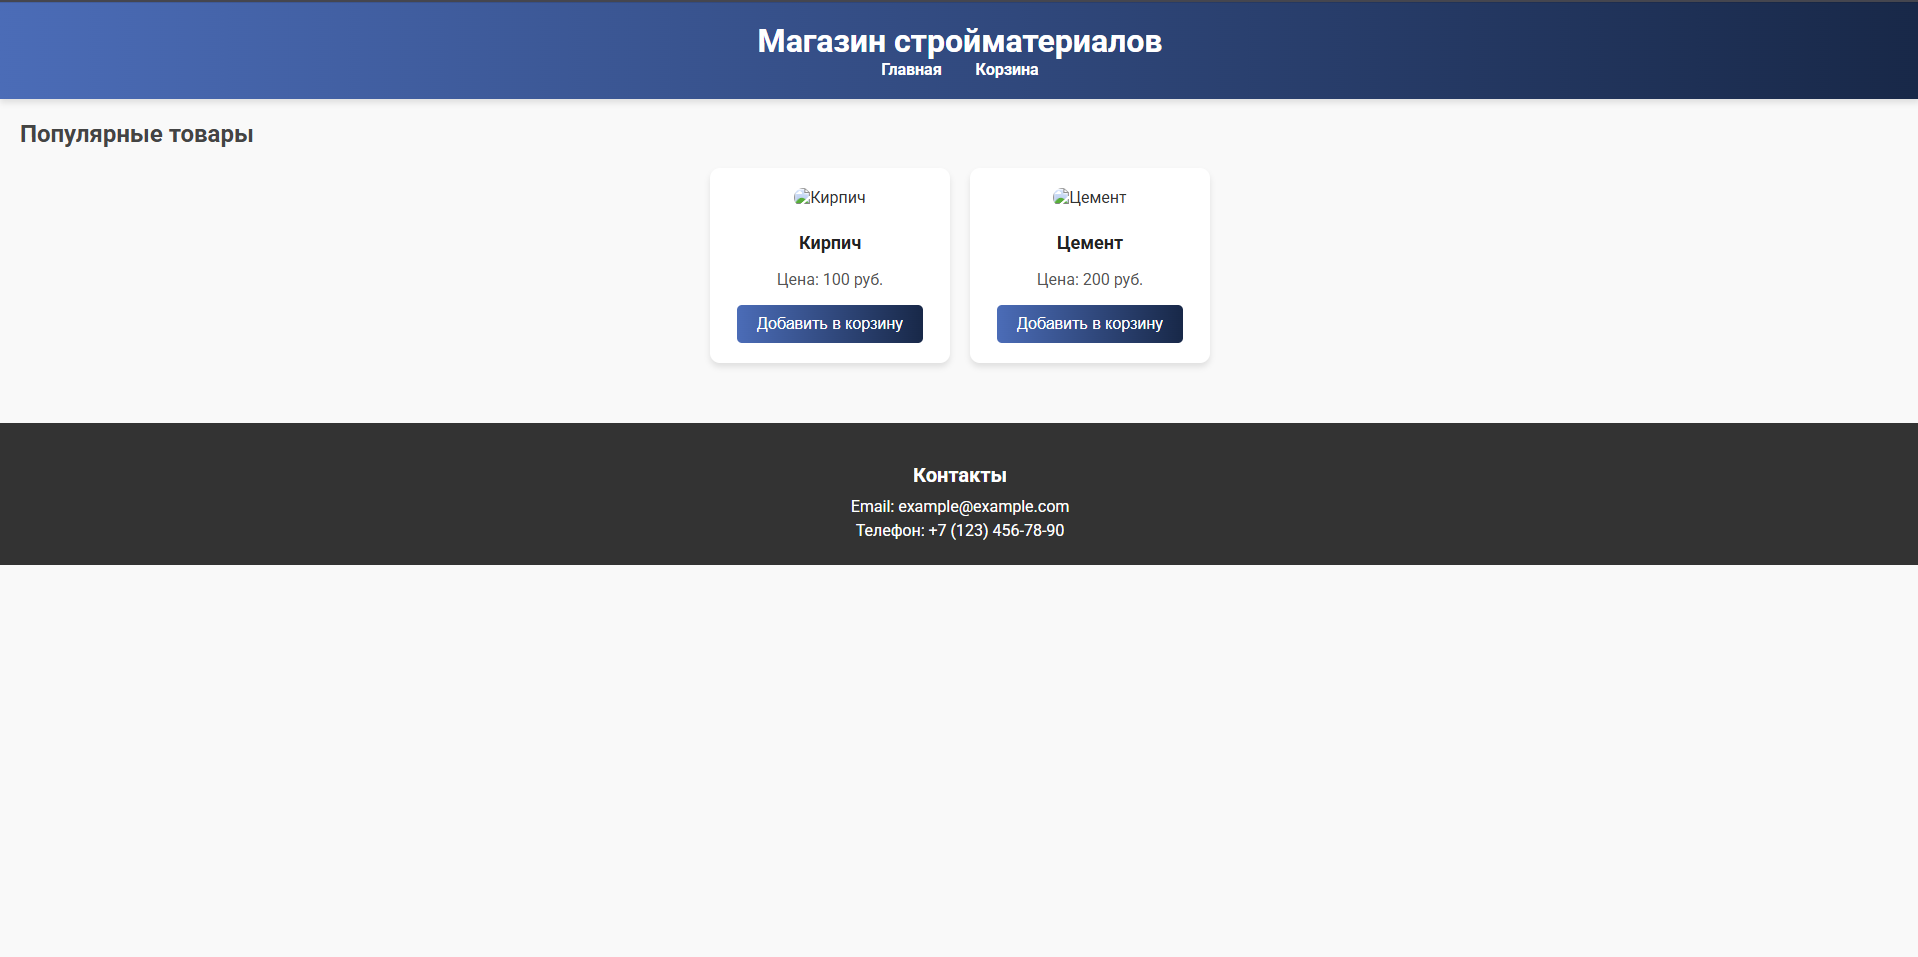 Магазин стройматериалов
Главная Корзина
Популярные товары
Кирпич
Кирпич
Цена: 100 руб.
Добавить в корзину
Цемент
Цемент
Цена: 200 руб.
Добавить в корзину
Контакты
Email: example@example.com
Телефон: +7 (123) 456-78-90